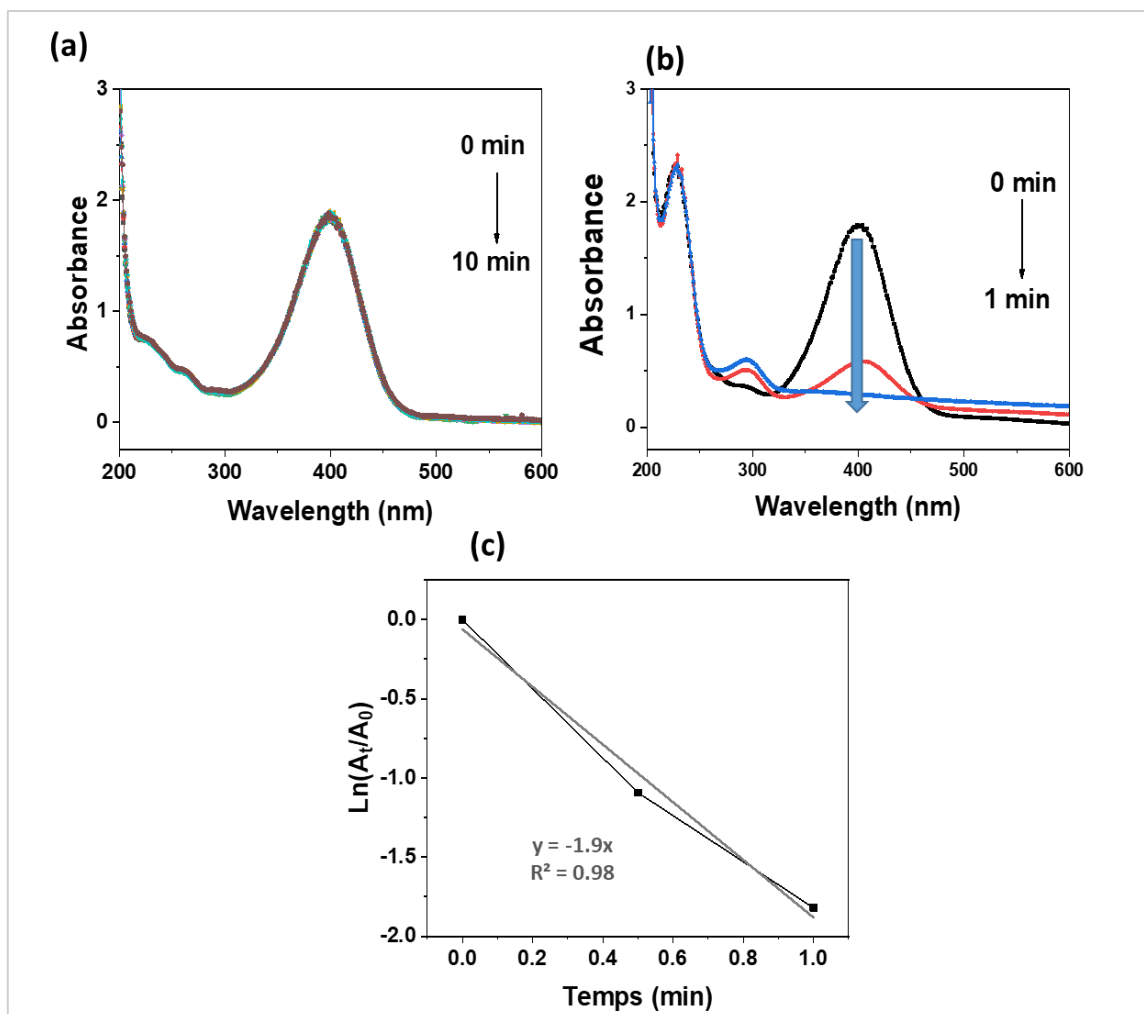 (a)
Absorbance
3
2
1
0
0 min
10 min
200 300 400 500 600
Wavelength (nm)
(b)
Absorbance
3
2
1
0
0 min
1 min
200 300 400 500 600
Wavelength (nm)
(c)
Ln(Aₜ/A₀)
0.0
-0.5
-1.0
-1.5
-2.0
y = -1.9x
R² = 0.98
0.0 0.2 0.4 0.6 0.8 1.0
Temps (min)